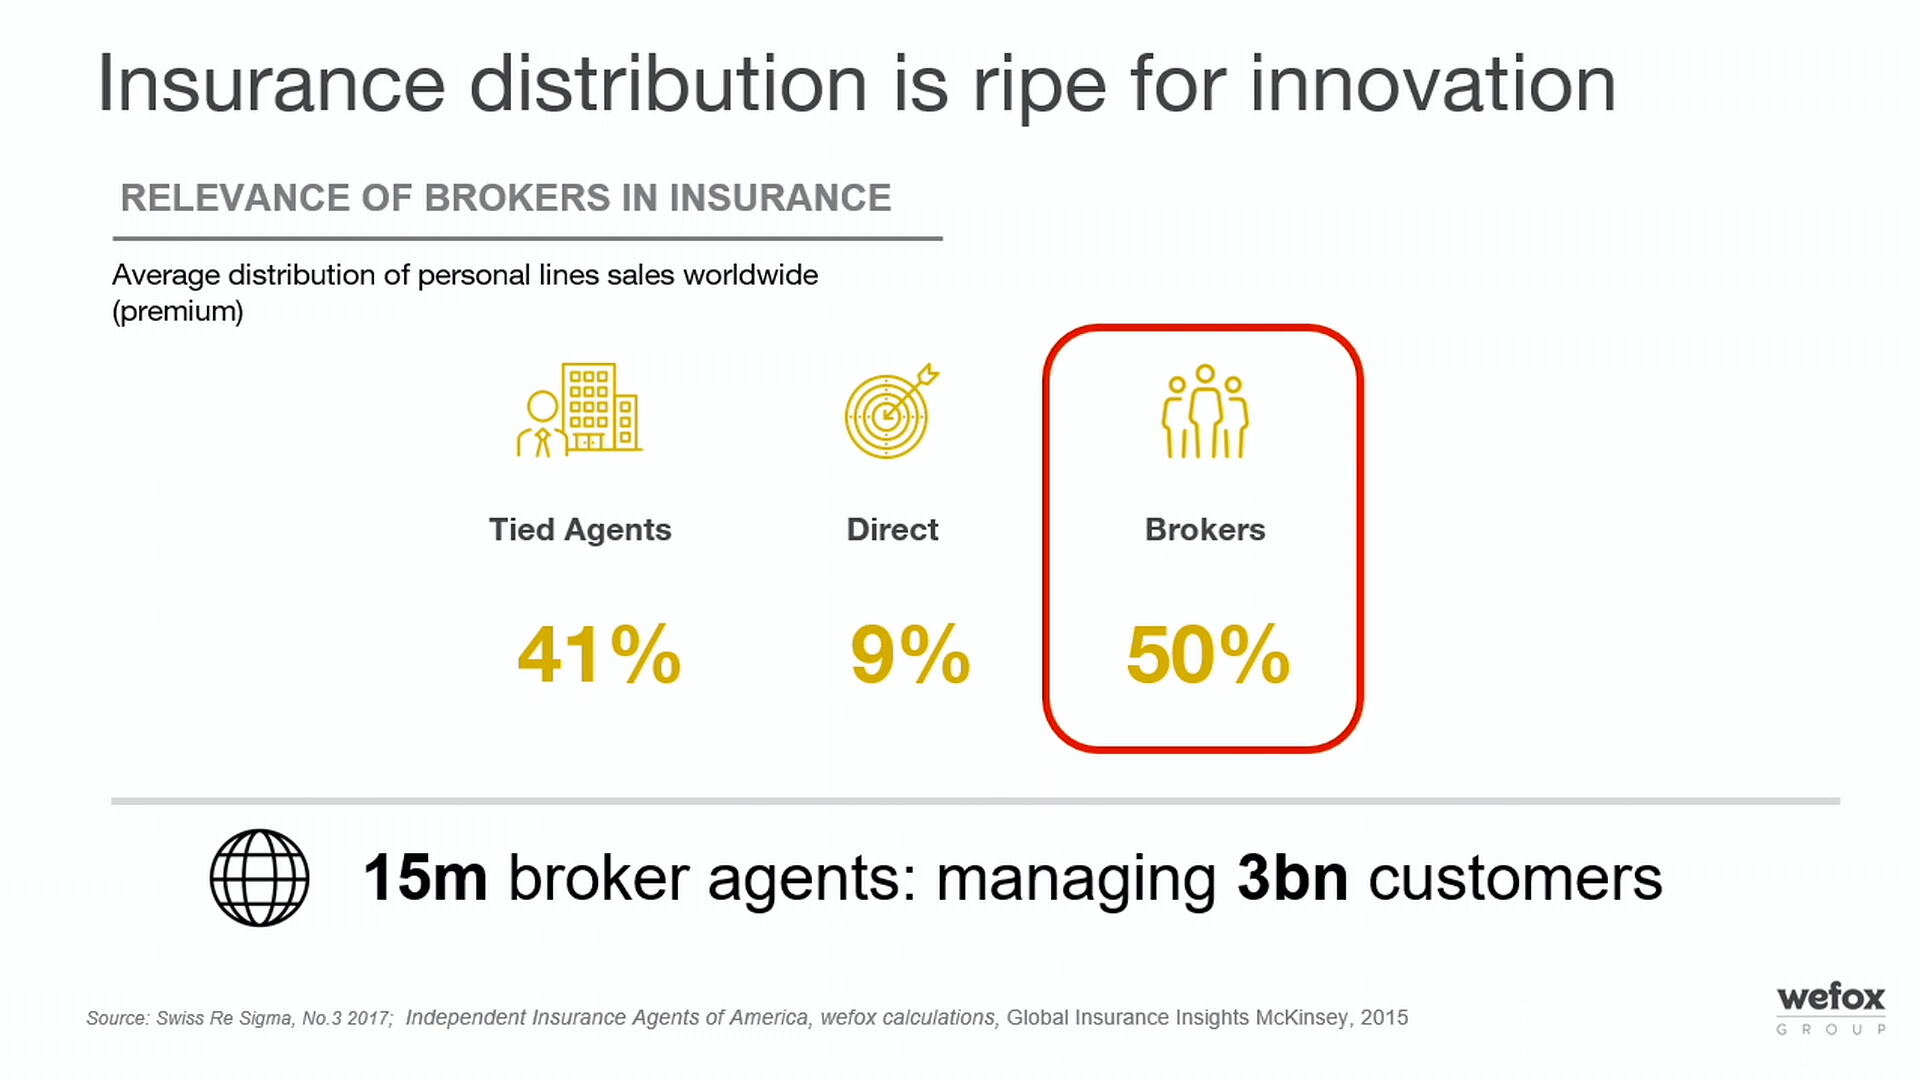 Insurance distribution is ripe for innovation
RELEVANCE OF BROKERS IN INSURANCE
Average distribution of personal lines sales worldwide
(premium)
Tied Agents
Direct
Brokers
41%
9%
50%
15m broker agents: managing 3bn customers
Source: Swiss Re Sigma, No.3 2017; Independent Insurance Agents of America, wefox calculations, Global Insurance Insights McKinsey, 2015
wefox
GROUP